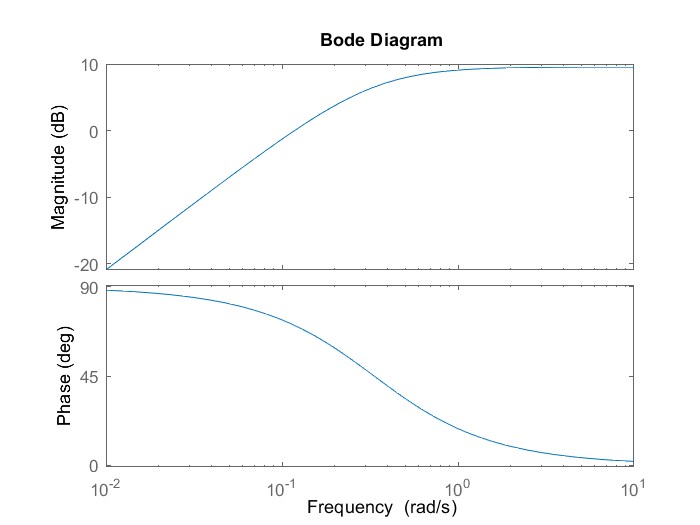 Bode Diagram
10
0
-10
-20
Magnitude (dB)
90
45
0
Phase (deg)
10^-2
10^-1
10^0
10^1
Frequency (rad/s)